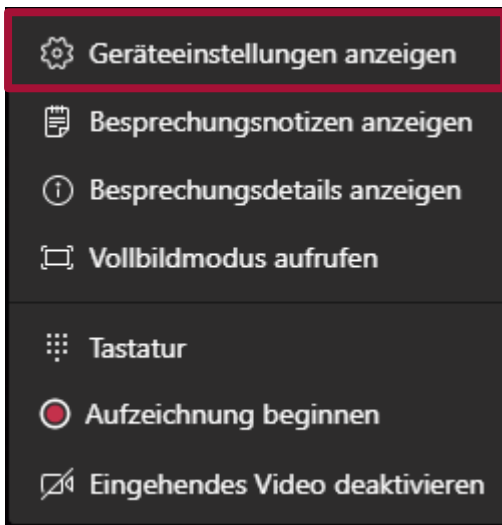 Geräteeinstellungen anzeigen
Besprechungsnotizen anzeigen
Besprechungsdetails anzeigen
Vollbildmodus aufrufen
Tastatur
Aufzeichnung beginnen
Eingehendes Video deaktivieren